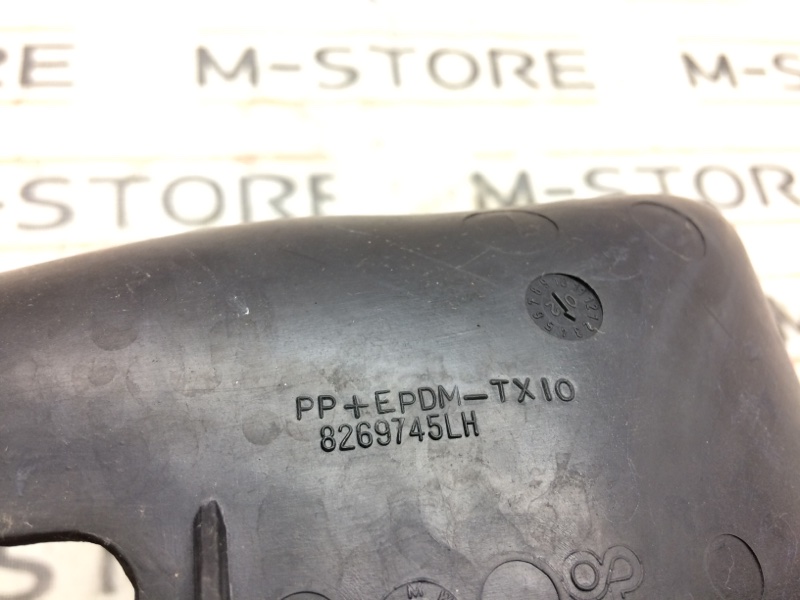 RE M-STORE M-S
STORE M-STORE
PP+EPDM-TX10
8269745LH